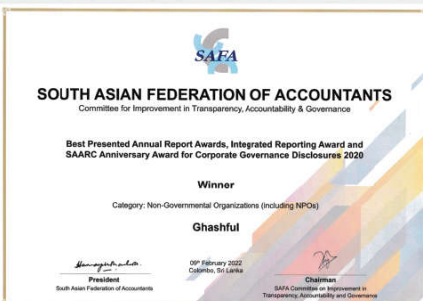 SAFA
SOUTH ASIAN FEDERATION OF ACCOUNTANTS
Committee for Improvement in Transparency, Accountability & Governance
Best Presented Annual Report Awards, Integrated Reporting Award and
SAARC Anniversary Award for Corporate Governance Disclosures 2020
Winner
Category: Non-Governmental Organizations (including NPOs)
Ghashful
09th February 2022
Colombo, Sri Lanka
President
South Asian Federation of Accountants
Chairman
SAFA Committee on Improvement in
Transparency, Accountability and Governance